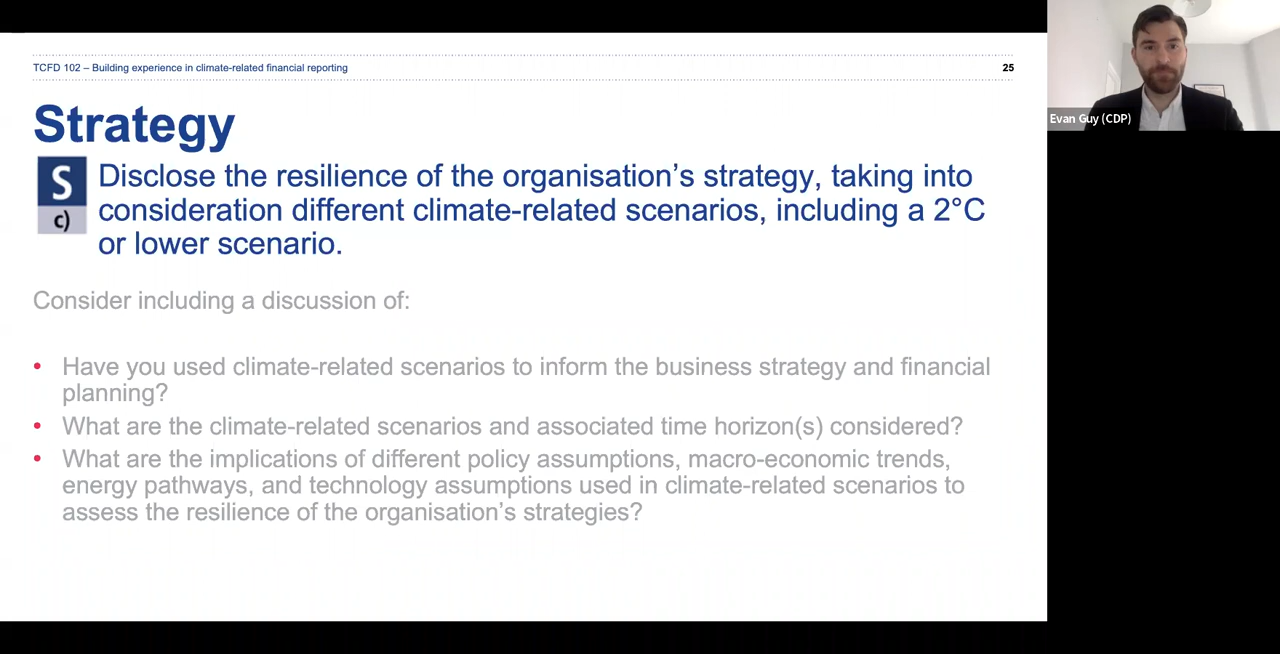 TCFD 102 – Building experience in climate-related financial reporting
25
Strategy
S
c)
Disclose the resilience of the organisation’s strategy, taking into
consideration different climate-related scenarios, including a 2°C
or lower scenario.
Consider including a discussion of:
• Have you used climate-related scenarios to inform the business strategy and financial
planning?
• What are the climate-related scenarios and associated time horizon(s) considered?
• What are the implications of different policy assumptions, macro-economic trends,
energy pathways, and technology assumptions used in climate-related scenarios to
assess the resilience of the organisation’s strategies?
Evan Guy (CDP)